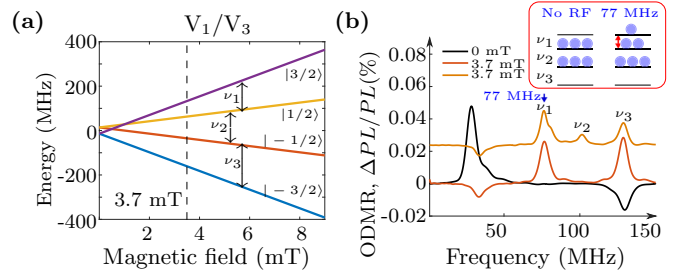 (a)
V₁/V₃
400
200
0
-200
-400
Energy (MHz)
|3/2⟩
ν₁
|1/2⟩
ν₂
| − 1/2⟩
ν₃
| − 3/2⟩
3.7 mT
2 4 6 8
Magnetic field (mT)
(b)
No RF 77 MHz
ν₁
ν₂
ν₃
0.08
0.06
0.04
0.02
0
-0.02
ODMR, ΔPL/PL(%)
0 mT
3.7 mT
3.7 mT
77 MHz
ν₁
ν₂
ν₃
50 100 150
Frequency (MHz)